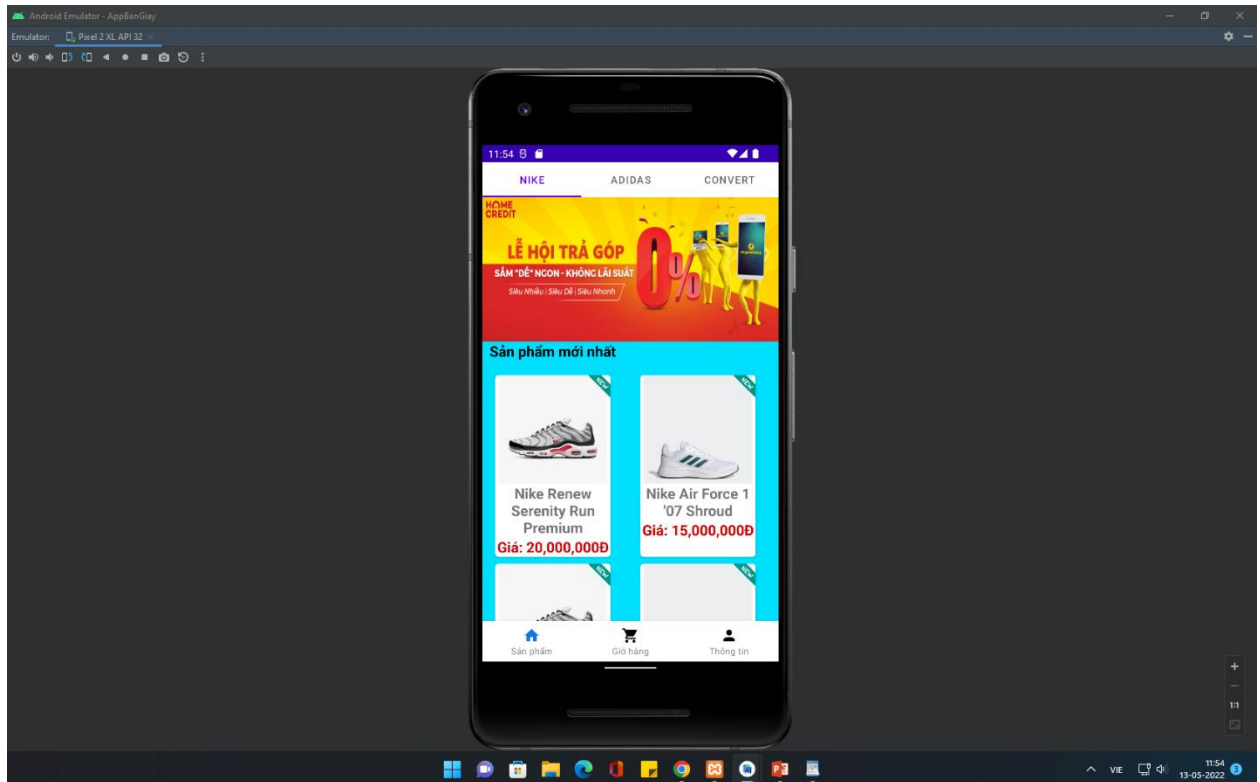 Android Emulator - AppBanGiay
Emulator: Pixel 2 XL API 32
11:54
NIKE ADIDAS CONVERT
HOME
CREDIT
LỄ HỘI TRẢ GÓP
0%
SẮM "DẾ" NGON - KHÔNG LÃI SUẤT
Siêu Nhiều | Siêu Dễ | Siêu Nhanh
Sản phẩm mới nhất
NEW NEW
Nike Renew
Serenity Run
Premium
Giá: 20,000,000Đ
Nike Air Force 1
'07 Shroud
Giá: 15,000,000Đ
NEW NEW
Sản phẩm Giỏ hàng Thông tin
1:1
VIE
11:54
13-05-2022
3